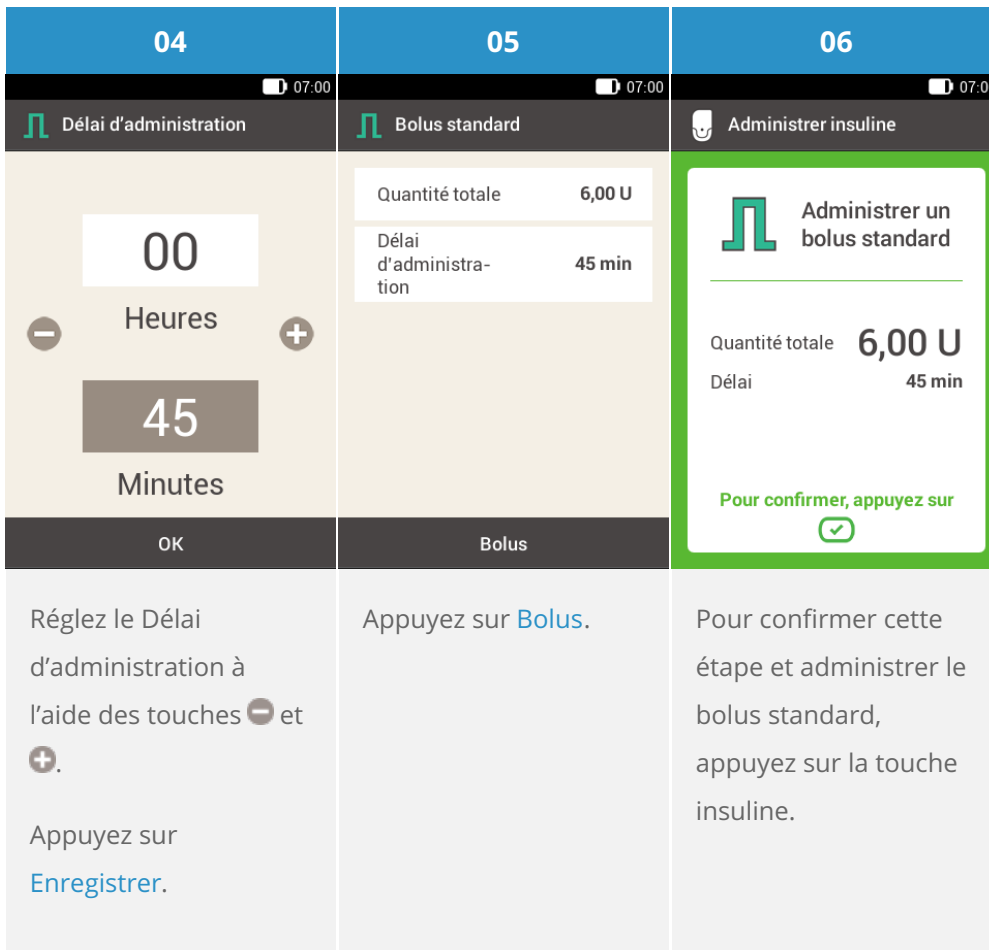 04
07:00
Délai d'administration
00
Heures
45
Minutes
OK
Réglez le Délai
d'administration à
l'aide des touches et
.
Appuyez sur
Enregistrer.
05
07:00
Bolus standard
Quantité totale 6,00 U
Délai
d'administra-
tion
45 min
Bolus
Appuyez sur Bolus.
06
07:0
Administrer insuline
Administrer un
bolus standard
Quantité totale 6,00 U
Délai 45 min
Pour confirmer, appuyez sur
Pour confirmer cette
étape et administrer le
bolus standard,
appuyez sur la touche
insuline.